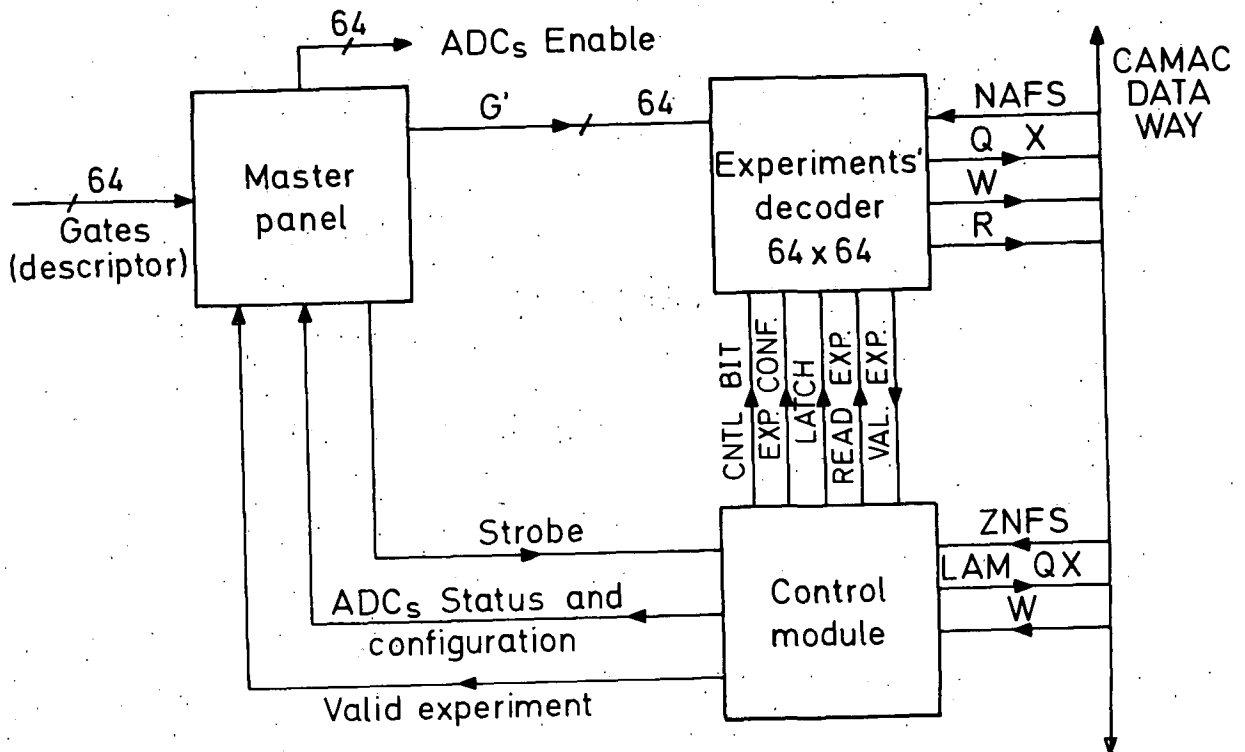 64
ADCs Enable
CAMAC
DATA
WAY
G'
64
NAFS
Q X
W
R
64
Gates
(descriptor)
Master
panel
Experiments'
decoder
64 x 64
CNTL BIT
EXP. CONF.
LATCH
READ EXP.
VAL. EXP.
Strobe
ADCs Status and
configuration
Valid experiment
Control
module
ZNFS
LAM QX
W